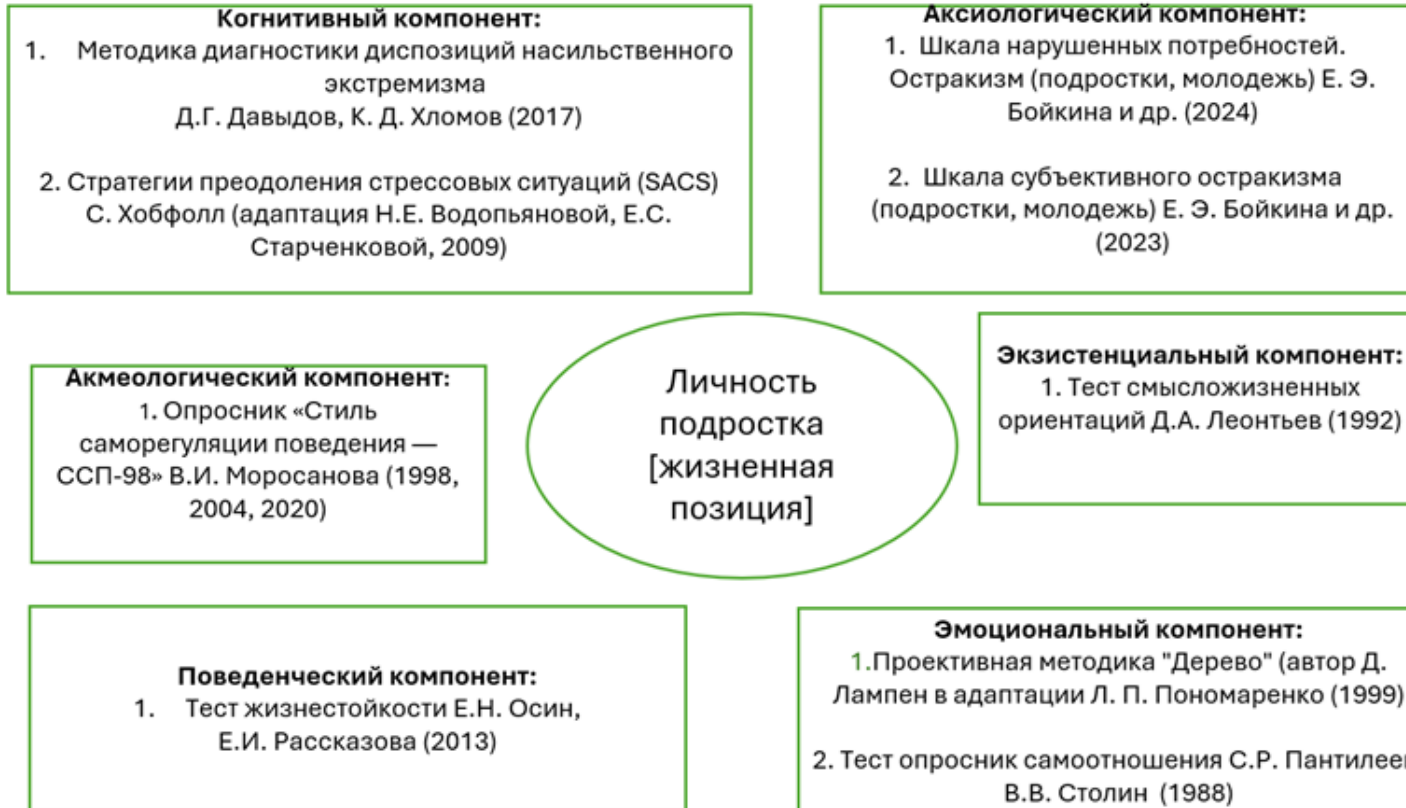 Когнитивный компонент:
1. Методика диагностики диспозиций насильственного
экстремизма
Д.Г. Давыдов, К. Д. Хломов (2017)
2. Стратегии преодоления стрессовых ситуаций (SACS)
С. Хобфолл (адаптация Н.Е. Водопьяновой, Е.С.
Старченковой, 2009)
Аксиологический компонент:
1. Шкала нарушенных потребностей.
Остракизм (подростки, молодежь) Е. Э.
Бойкина и др. (2024)
2. Шкала субъективного остракизма
(подростки, молодежь) Е. Э. Бойкина и др.
(2023)
Акмеологический компонент:
1. Опросник «Стиль
саморегуляции поведения —
ССП-98» В.И. Моросанова (1998,
2004, 2020)
Личность
подростка
[жизненная
позиция]
Экзистенциальный компонент:
1. Тест смысложизненных
ориентаций Д.А. Леонтьев (1992)
Поведенческий компонент:
1. Тест жизнестойкости Е.Н. Осин,
Е.И. Рассказова (2013)
Эмоциональный компонент:
1.Проективная методика "Дерево" (автор Д.
Лампен в адаптации Л. П. Пономаренко (1999)
2. Тест опросник самоотношения С.Р.
В.В. Столин (1988)